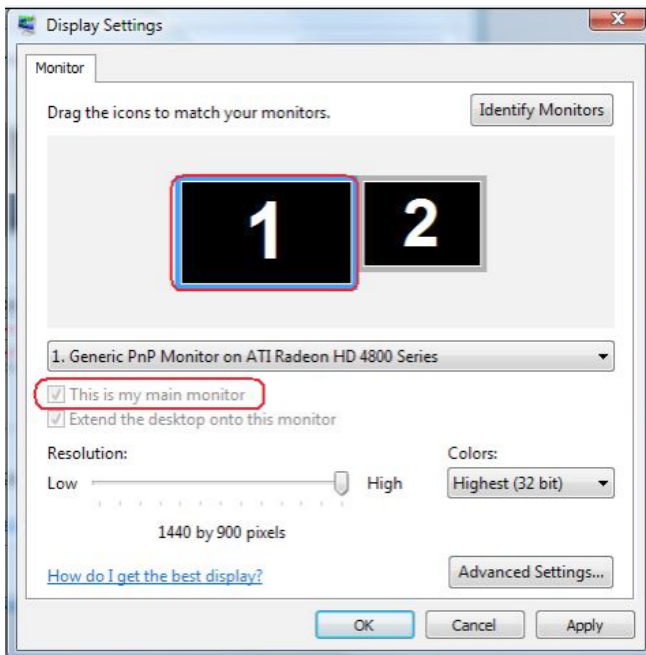 Display Settings
Monitor
Drag the icons to match your monitors.
Identify Monitors
1
2
1. Generic PnP Monitor on ATI Radeon HD 4800 Series
This is my main monitor
Extend the desktop onto this monitor
Resolution:
Colors:
Low
High
Highest (32 bit)
1440 by 900 pixels
How do I get the best display?
Advanced Settings...
OK
Cancel
Apply